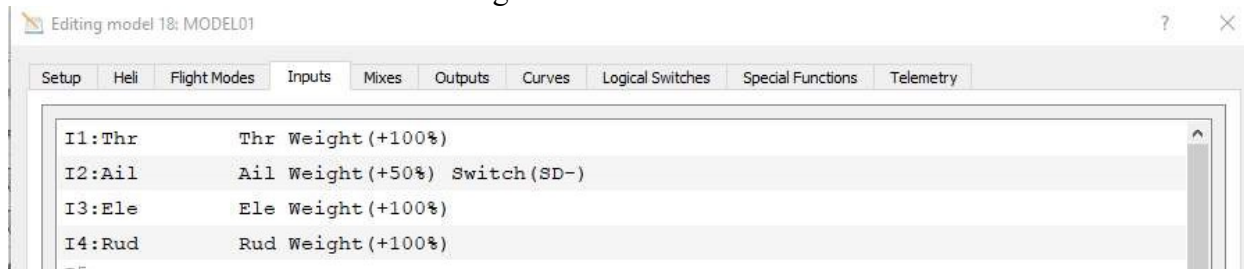 Editing model 18: MODEL01 ? ×
Setup Heli Flight Modes Inputs Mixes Outputs Curves Logical Switches Special Functions Telemetry
I1:Thr Thr Weight(+100%)
I2:Ail Ail Weight(+50%) Switch(SD-)
I3:Ele Ele Weight(+100%)
I4:Rud Rud Weight(+100%)